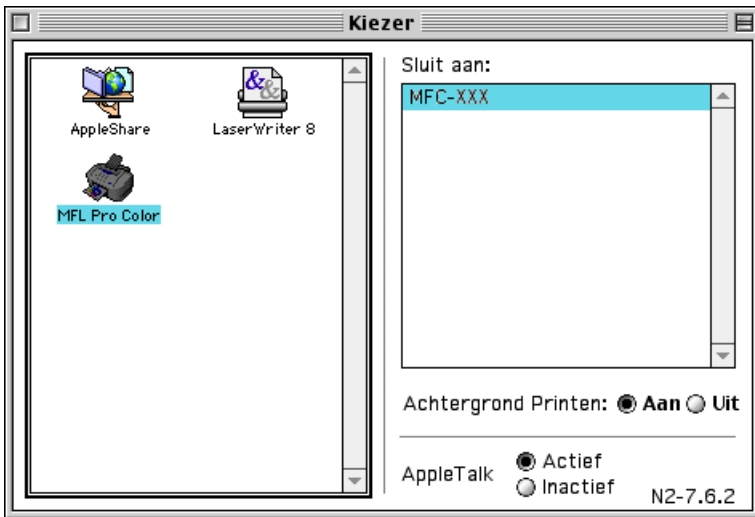 Kiezer
AppleShare
LaserWriter 8
MFL Pro Color
Sluit aan:
MFC-XXX
Achtergrond Printen: Aan Uit
AppleTalk
Actief
Inactief
N2-7.6.2